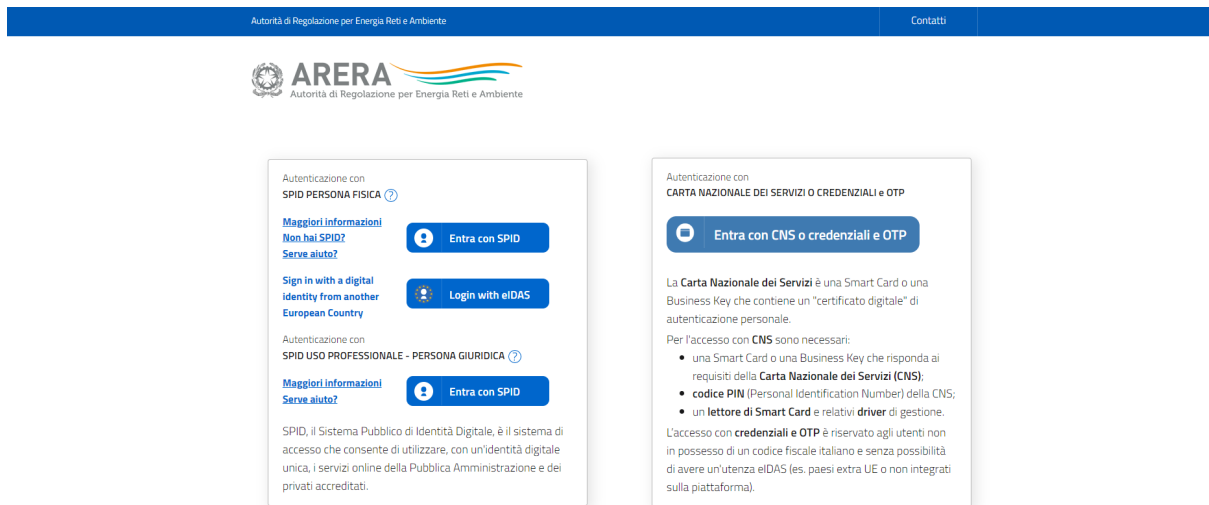 Autorità di Regolazione per Energia Reti e Ambiente
Contatti
ARERA
Autorità di Regolazione per Energia Reti e Ambiente
Autenticazione con
SPID PERSONA FISICA ?
Maggiori informazioni
Non hai SPID?
Serve aiuto?
Entra con SPID
Sign in with a digital
identity from another
European Country
Login with eIDAS
Autenticazione con
SPID USO PROFESSIONALE - PERSONA GIURIDICA ?
Maggiori informazioni
Serve aiuto?
Entra con SPID
SPID, il Sistema Pubblico di Identità Digitale, è il sistema di
accesso che consente di utilizzare, con un'identità digitale
unica, i servizi online della Pubblica Amministrazione e dei
privati accreditati.
Autenticazione con
CARTA NAZIONALE DEI SERVIZI O CREDENZIALI e OTP
Entra con CNS o credenziali e OTP
La Carta Nazionale dei Servizi è una Smart Card o una
Business Key che contiene un "certificato digitale" di
autenticazione personale.
Per l'accesso con CNS sono necessari:
• una Smart Card o una Business Key che risponda ai
requisiti della Carta Nazionale dei Servizi (CNS);
• codice PIN (Personal Identification Number) della CNS;
• un lettore di Smart Card e relativi driver di gestione.
L'accesso con credenziali e OTP è riservato agli utenti non
in possesso di un codice fiscale italiano e senza possibilità
di avere un'utenza eIDAS (es. paesi extra UE o non integrati
sulla piattaforma).